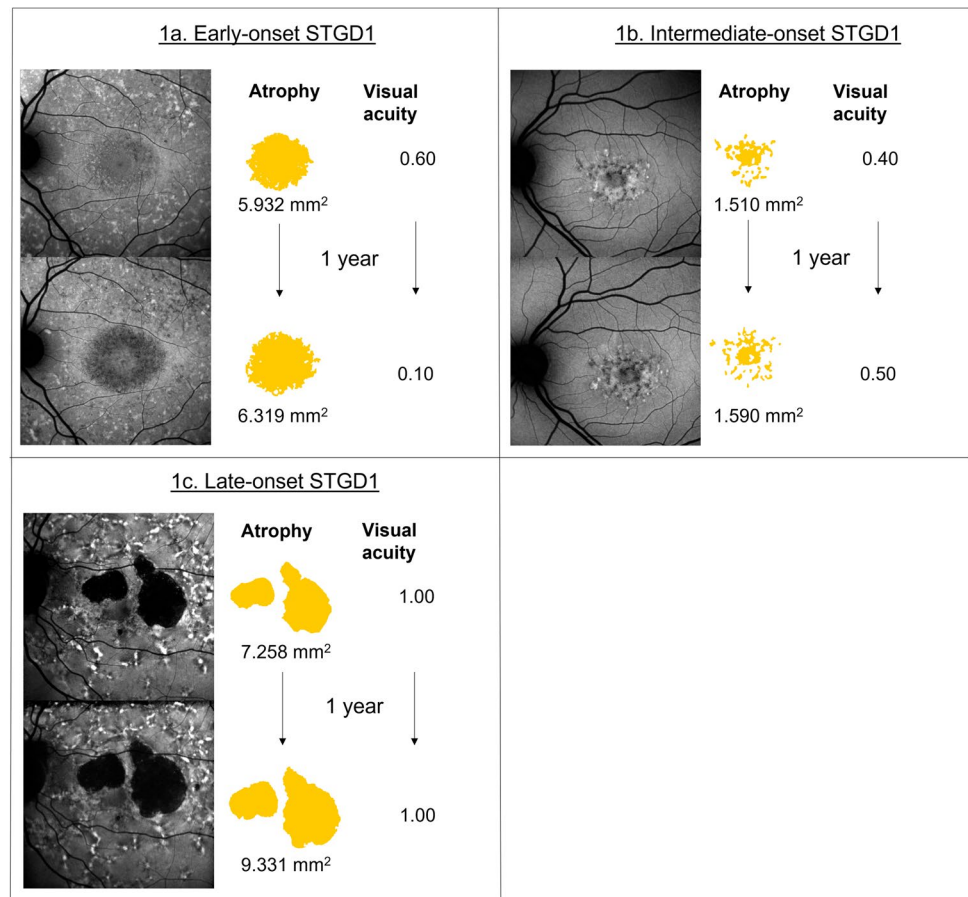 1a. Early-onset STGD1
Atrophy
Visual
acuity
0.60
5.932 mm²
1 year
0.10
6.319 mm²
1b. Intermediate-onset STGD1
Atrophy
Visual
acuity
0.40
1.510 mm²
1 year
0.50
1.590 mm²
1c. Late-onset STGD1
Atrophy
Visual
acuity
1.00
7.258 mm²
1 year
1.00
9.331 mm²